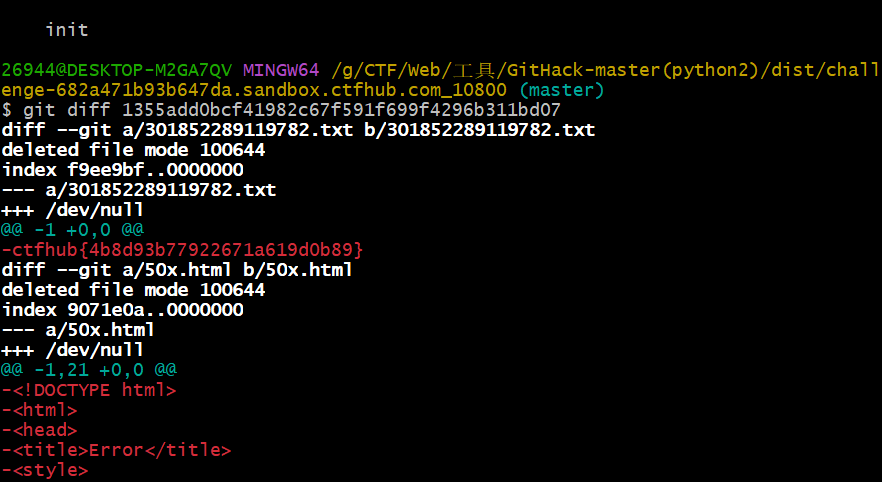 init
26944@DESKTOP-M2GA7QV MINGW64 /g/CTF/Web/工具/GitHack-master(python2)/dist/chall
enge-682a471b93b647da.sandbox.ctfhub.com_10800 (master)
$ git diff 1355add0bcf41982c67f591f699f4296b311bd07
diff --git a/301852289119782.txt b/301852289119782.txt
deleted file mode 100644
index f9ee9bf..0000000
--- a/301852289119782.txt
+++ /dev/null
@@ -1 +0,0 @@
-ctfhub{4b8d93b77922671a619d0b89}
diff --git a/50x.html b/50x.html
deleted file mode 100644
index 9071e0a..0000000
--- a/50x.html
+++ /dev/null
@@ -1,21 +0,0 @@
-<!DOCTYPE html>
-<html>
-<head>
-<title>Error</title>
-<style>